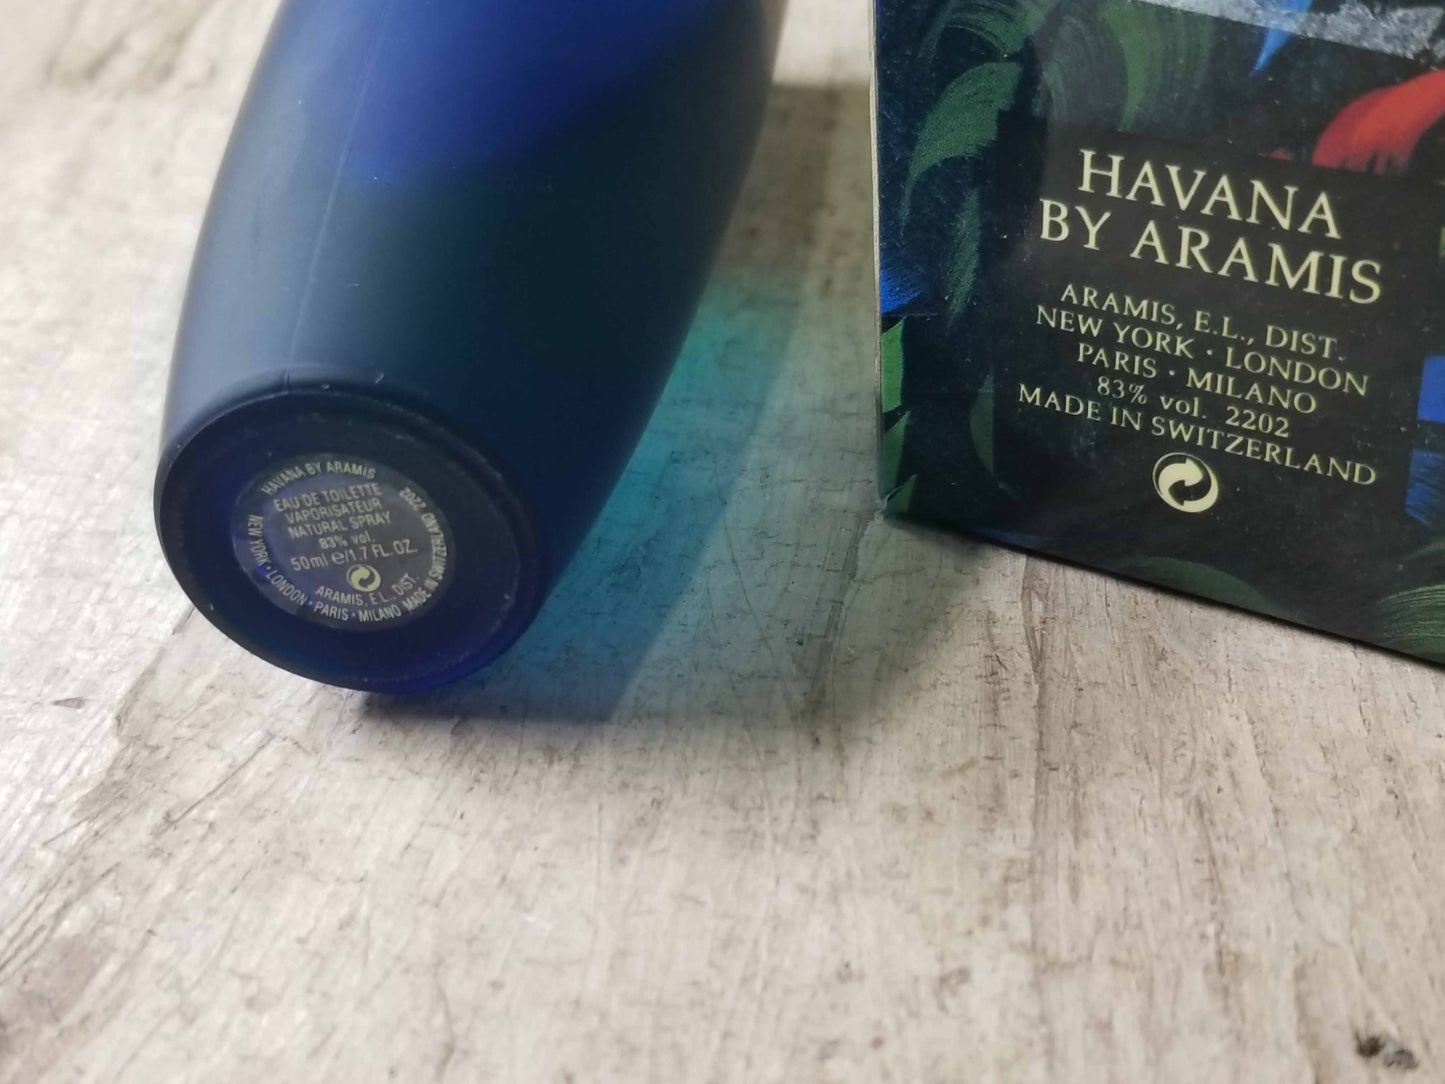 HAVANA BY ARAMIS
EAU DE TOILETTE
VAPORISATEUR
NATURAL SPRAY
83% vol.
50ml e/1.7 FL.OZ.
ARAMIS, E.L., DIST.
NEW YORK · LONDON · PARIS · MILANO
MADE IN SWITZERLAND 2202
HAVANA
BY ARAMIS
ARAMIS, E.L., DIST.
NEW YORK · LONDON
PARIS · MILANO
83% vol. 2202
MADE IN SWITZERLAND